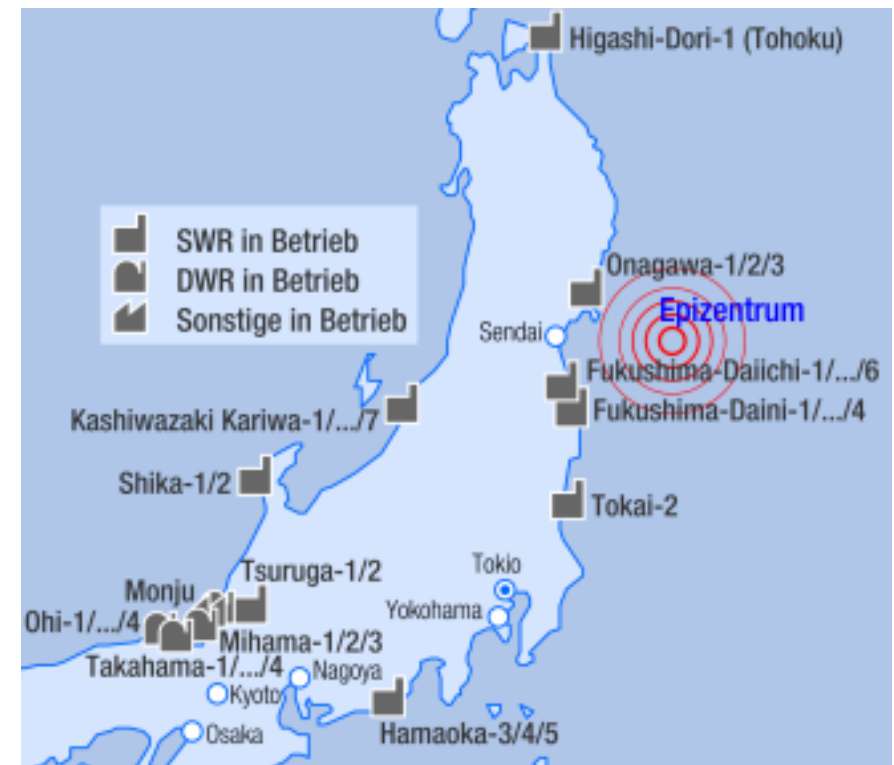 Higashi-Dori-1 (Tohoku)
SWR in Betrieb
DWR in Betrieb
Sonstige in Betrieb
Onagawa-1/2/3
Epizentrum
Sendai
Fukushima-Daiichi-1/.../6
Kashiwazaki Kariwa-1/.../7
Fukushima-Daini-1/.../4
Shika-1/2
Tokai-2
Tsuruga-1/2
Tokio
Monju
Ohi-1/.../4
Yokohama
Mihama-1/2/3
Takahama-1/.../4
Nagoya
Kyoto
Osaka
Hamaoka-3/4/5